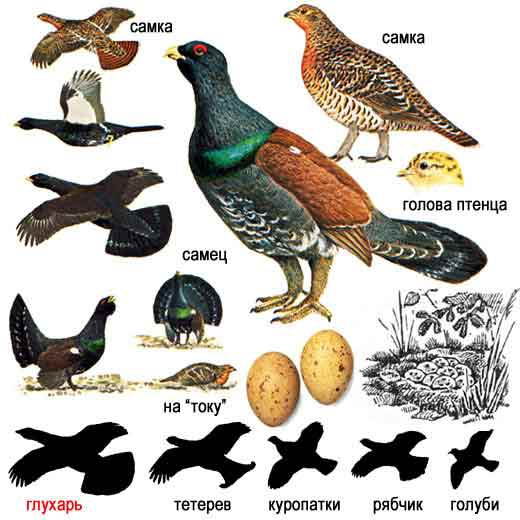 самка
самка
голова птенца
самец
на “току”
глухарь
тетерев
куропатки
рябчик
голуби